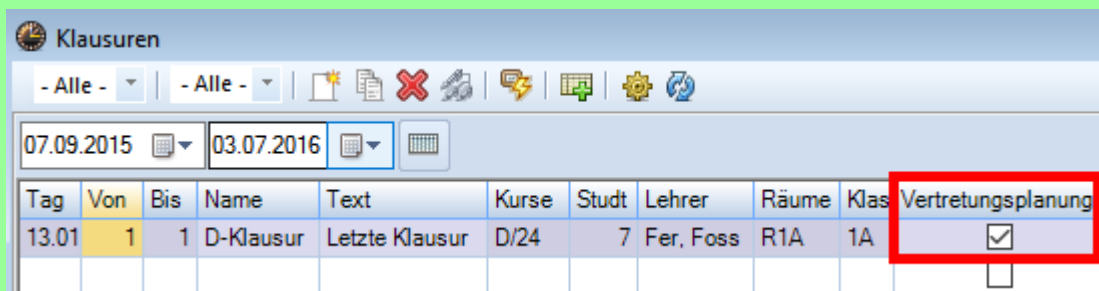 Klausuren
- Alle - - Alle -
07.09.2015 03.07.2016
Tag Von Bis Name Text Kurse Studt Lehrer Räume Klas Vertretungsplanung
13.01 1 1 D-Klausur Letzte Klausur D/24 7 Fer, Foss R1A 1A